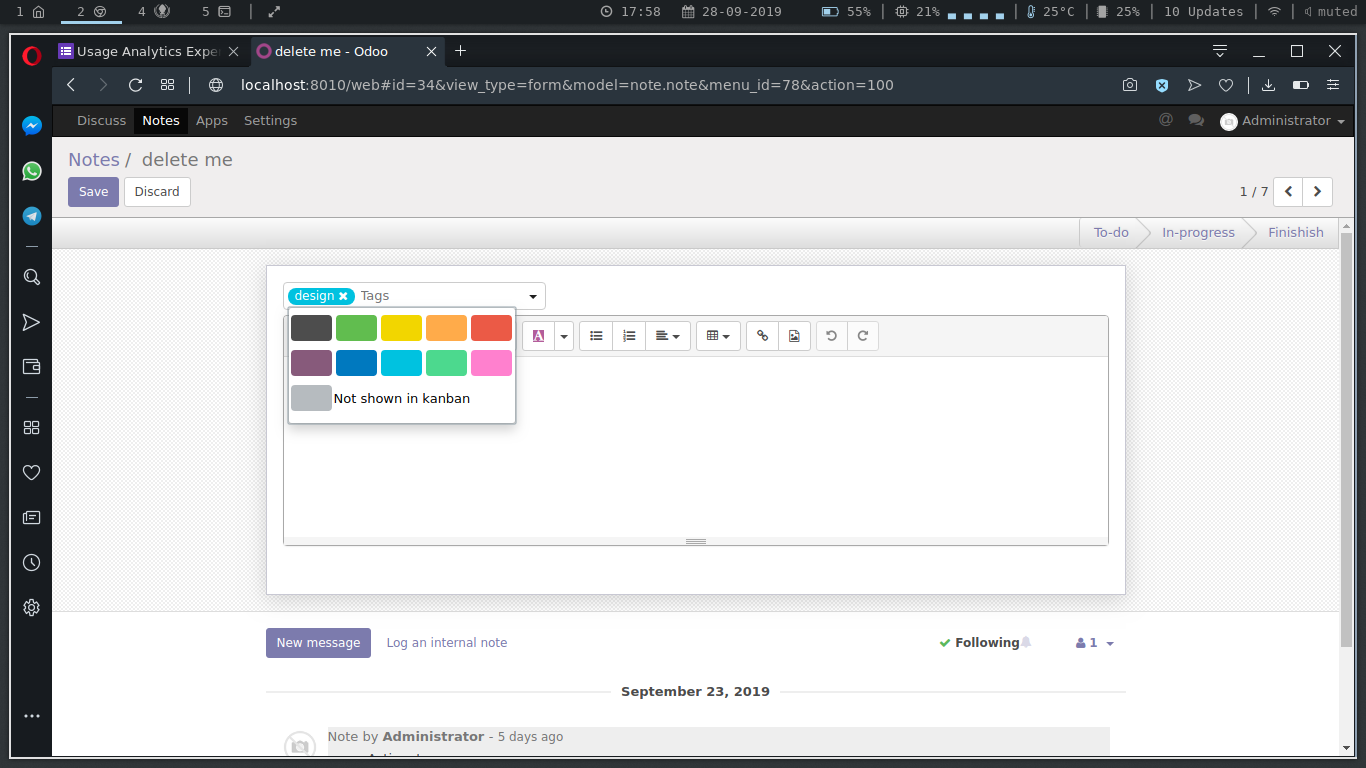 1 2 4 5 17:58 28-09-2019 55% 21% 25°C 25% 10 Updates muted
Usage Analytics Expe delete me - Odoo
localhost:8010/web#id=34&view_type=form&model=note.note&menu_id=78&action=100
Discuss Notes Apps Settings @ Administrator
Notes / delete me
Save Discard 1 / 7
To-do In-progress Finishish
design Tags
A
Not shown in kanban
New message Log an internal note Following 1
September 23, 2019
Note by Administrator - 5 days ago